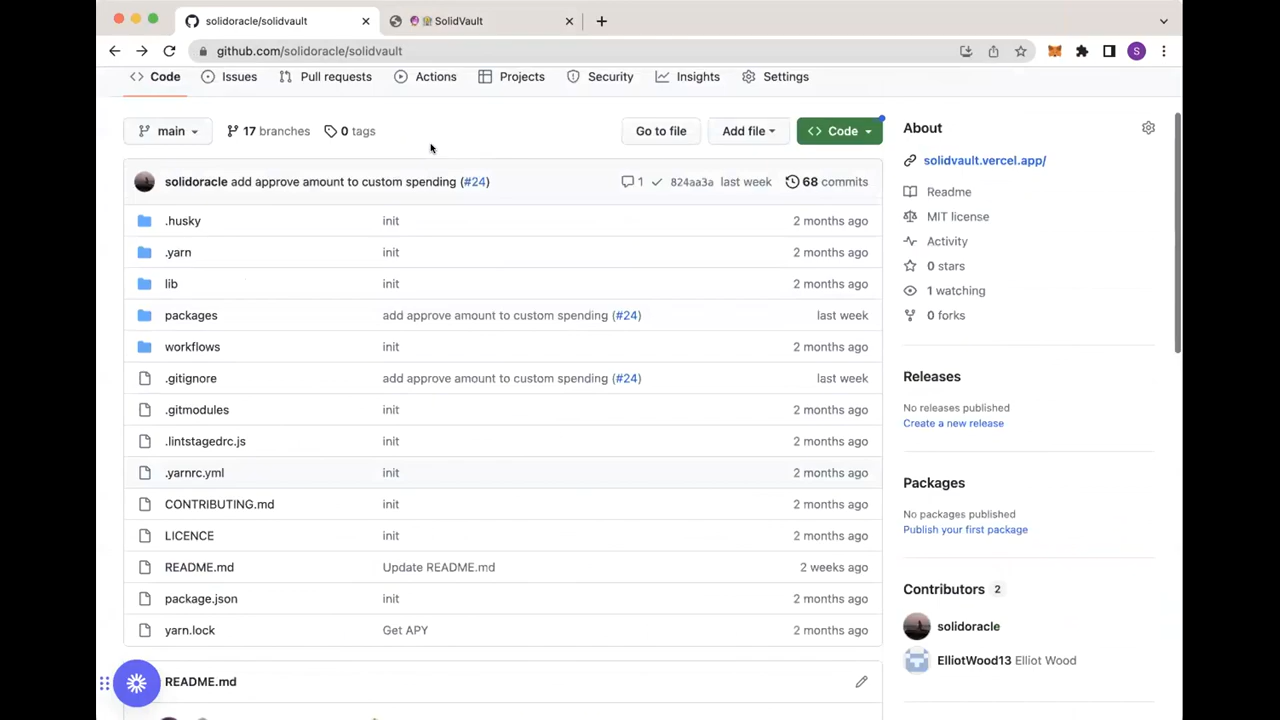 solidoracle/solidvault
SolidVault
github.com/solidoracle/solidvault
S
Code
Issues
Pull requests
Actions
Projects
Security
Insights
Settings
main
17 branches
0 tags
Go to file
Add file
Code
solidoracle add approve amount to custom spending (#24)
1
824aa3a last week
68 commits
.husky init 2 months ago
.yarn init 2 months ago
lib init 2 months ago
packages add approve amount to custom spending (#24) last week
workflows init 2 months ago
.gitignore add approve amount to custom spending (#24) last week
.gitmodules init 2 months ago
.lintstagedrc.js init 2 months ago
.yarnrc.yml init 2 months ago
CONTRIBUTING.md init 2 months ago
LICENCE init 2 months ago
README.md Update README.md 2 weeks ago
package.json init 2 months ago
yarn.lock Get APY 2 months ago
README.md
About
solidvault.vercel.app/
Readme
MIT license
Activity
0 stars
1 watching
0 forks
Releases
No releases published
Create a new release
Packages
No packages published
Publish your first package
Contributors 2
solidoracle
ElliotWood13 Elliot Wood